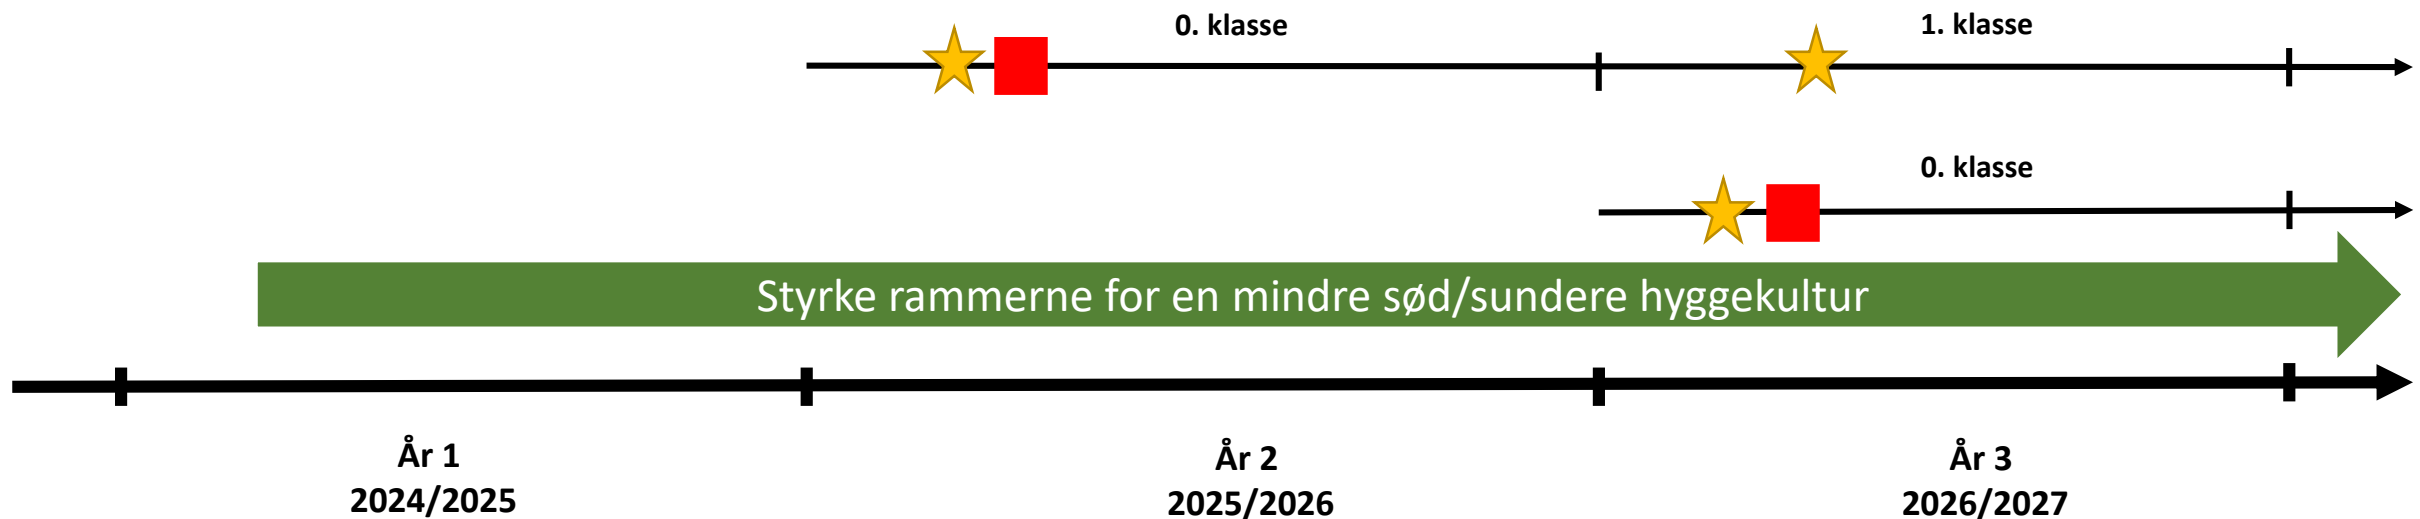 0. klasse
1. klasse
0. klasse
Styrke rammerne for en mindre sød/sundere hyggekultur
År 1
2024/2025
År 2
2025/2026
År 3
2026/2027